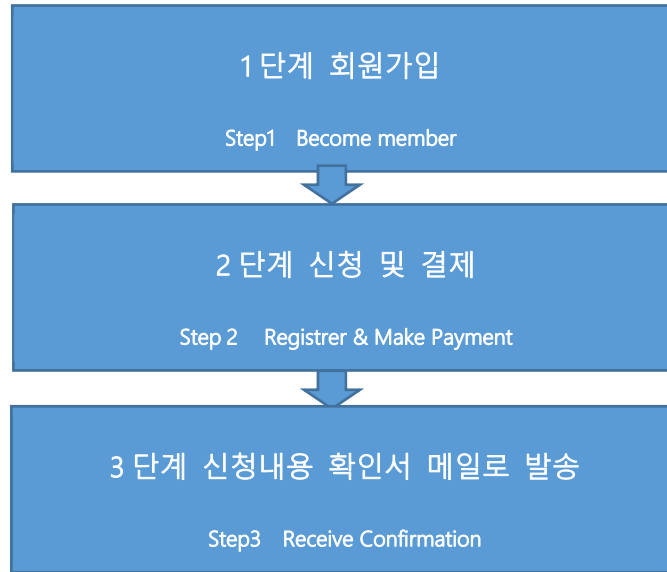 1단계 회원가입
Step1 Become member
2단계 신청 및 결제
Step 2 Registrer & Make Payment
3단계 신청내용 확인서 메일로 발송
Step3 Receive Confirmation